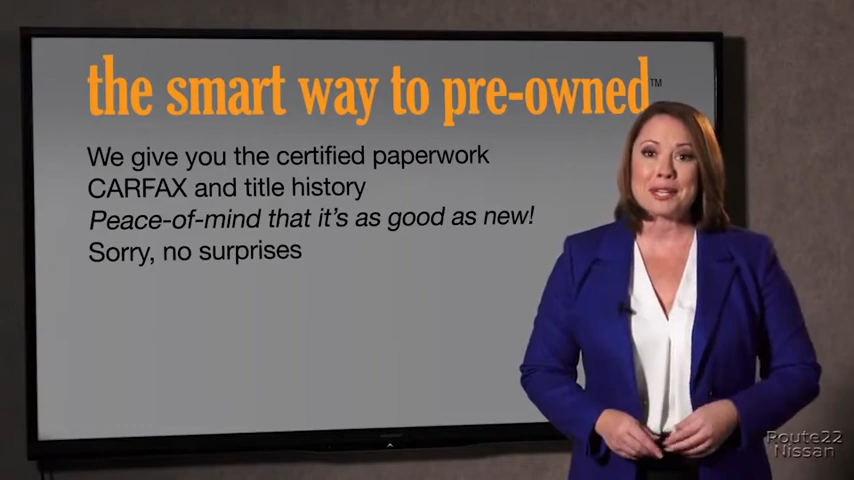 the smart way to pre-owned™
We give you the certified paperwork
CARFAX and title history
Peace-of-mind that it's as good as new!
Sorry, no surprises
Route22
Nissan